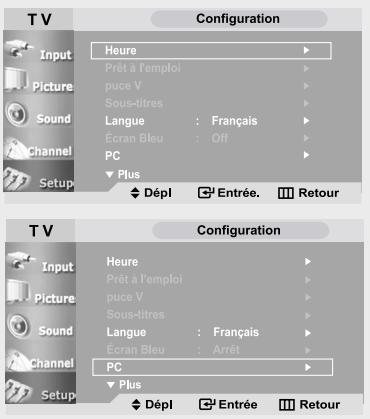 TV Configuration
Input
Picture
Sound
Channel
Setup
Heure
Prêt à l'emploi
puce V
Sous-titres
Langue : Français
Écran Bleu : Off
PC
Plus
Dépl Entrée. Retour
TV Configuration
Input
Picture
Sound
Channel
Setup
Heure
Prêt à l'emploi
puce V
Sous-titres
Langue : Français
Écran Bleu : Arrêt
PC
Plus
Dépl Entrée Retour